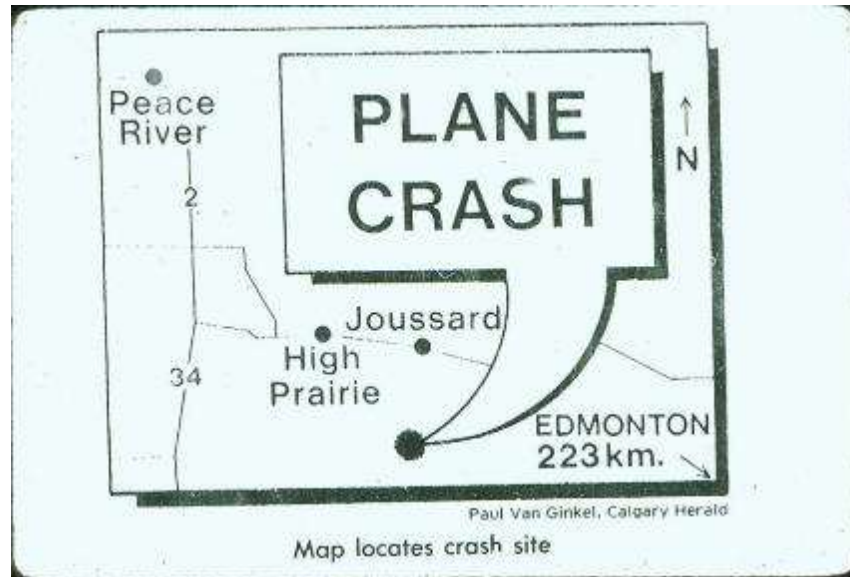 Peace
River
PLANE
CRASH
N
2
Joussard
High
Prairie
34
EDMONTON
223 km.
Paul Van Ginkel, Calgary Herald
Map locates crash site